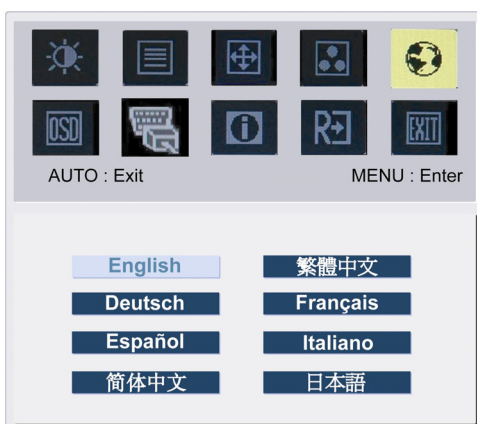 OSD R EXIT
AUTO : Exit MENU : Enter
English 繁體中文
Deutsch Français
Español Italiano
简体中文 日本語